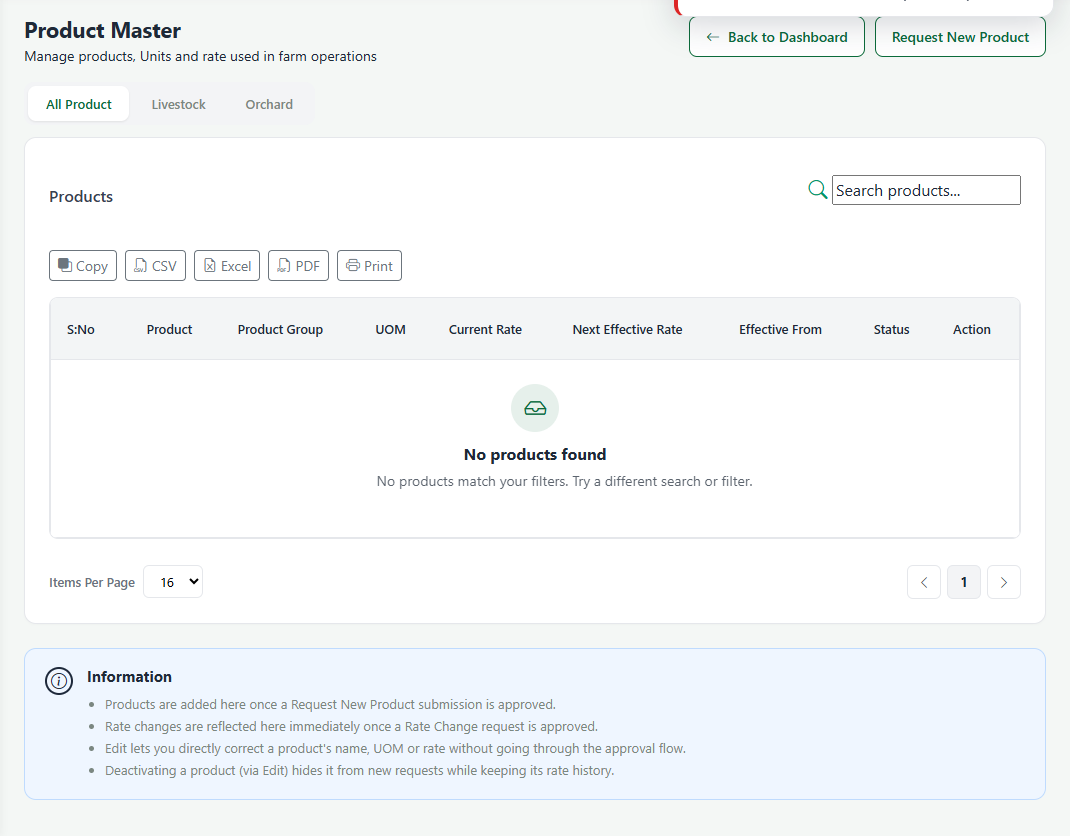 Product Master
Manage products, Units and rate used in farm operations
← Back to Dashboard
Request New Product
All Product
Livestock
Orchard
Products
Search products...
Copy
CSV
Excel
PDF
Print
S:No Product Product Group UOM Current Rate Next Effective Rate Effective From Status Action
No products found
No products match your filters. Try a different search or filter.
Items Per Page 16
1
Information
Products are added here once a Request New Product submission is approved.
Rate changes are reflected here immediately once a Rate Change request is approved.
Edit lets you directly correct a product's name, UOM or rate without going through the approval flow.
Deactivating a product (via Edit) hides it from new requests while keeping its rate history.